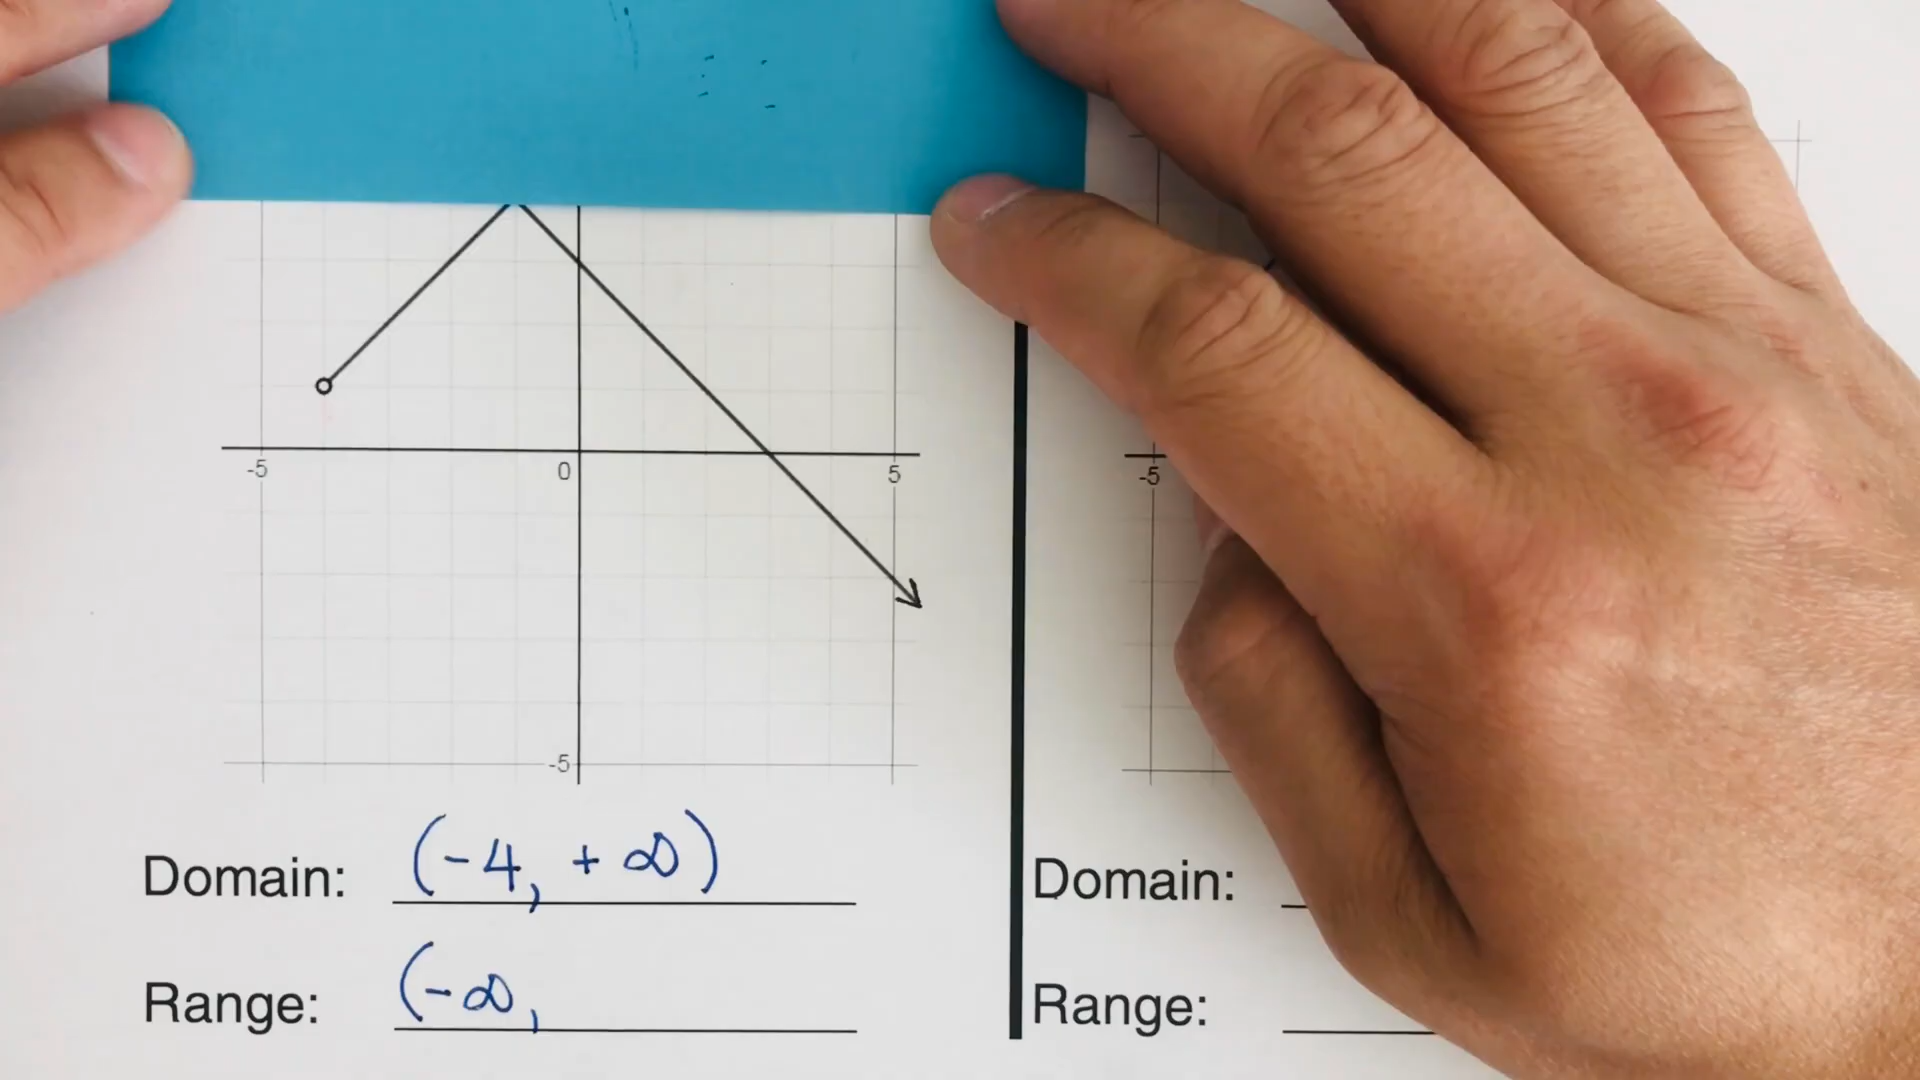 -5 0 5
-5
-5
Domain: (-4, +∞)
Range: (-∞,
Domain:
Range: